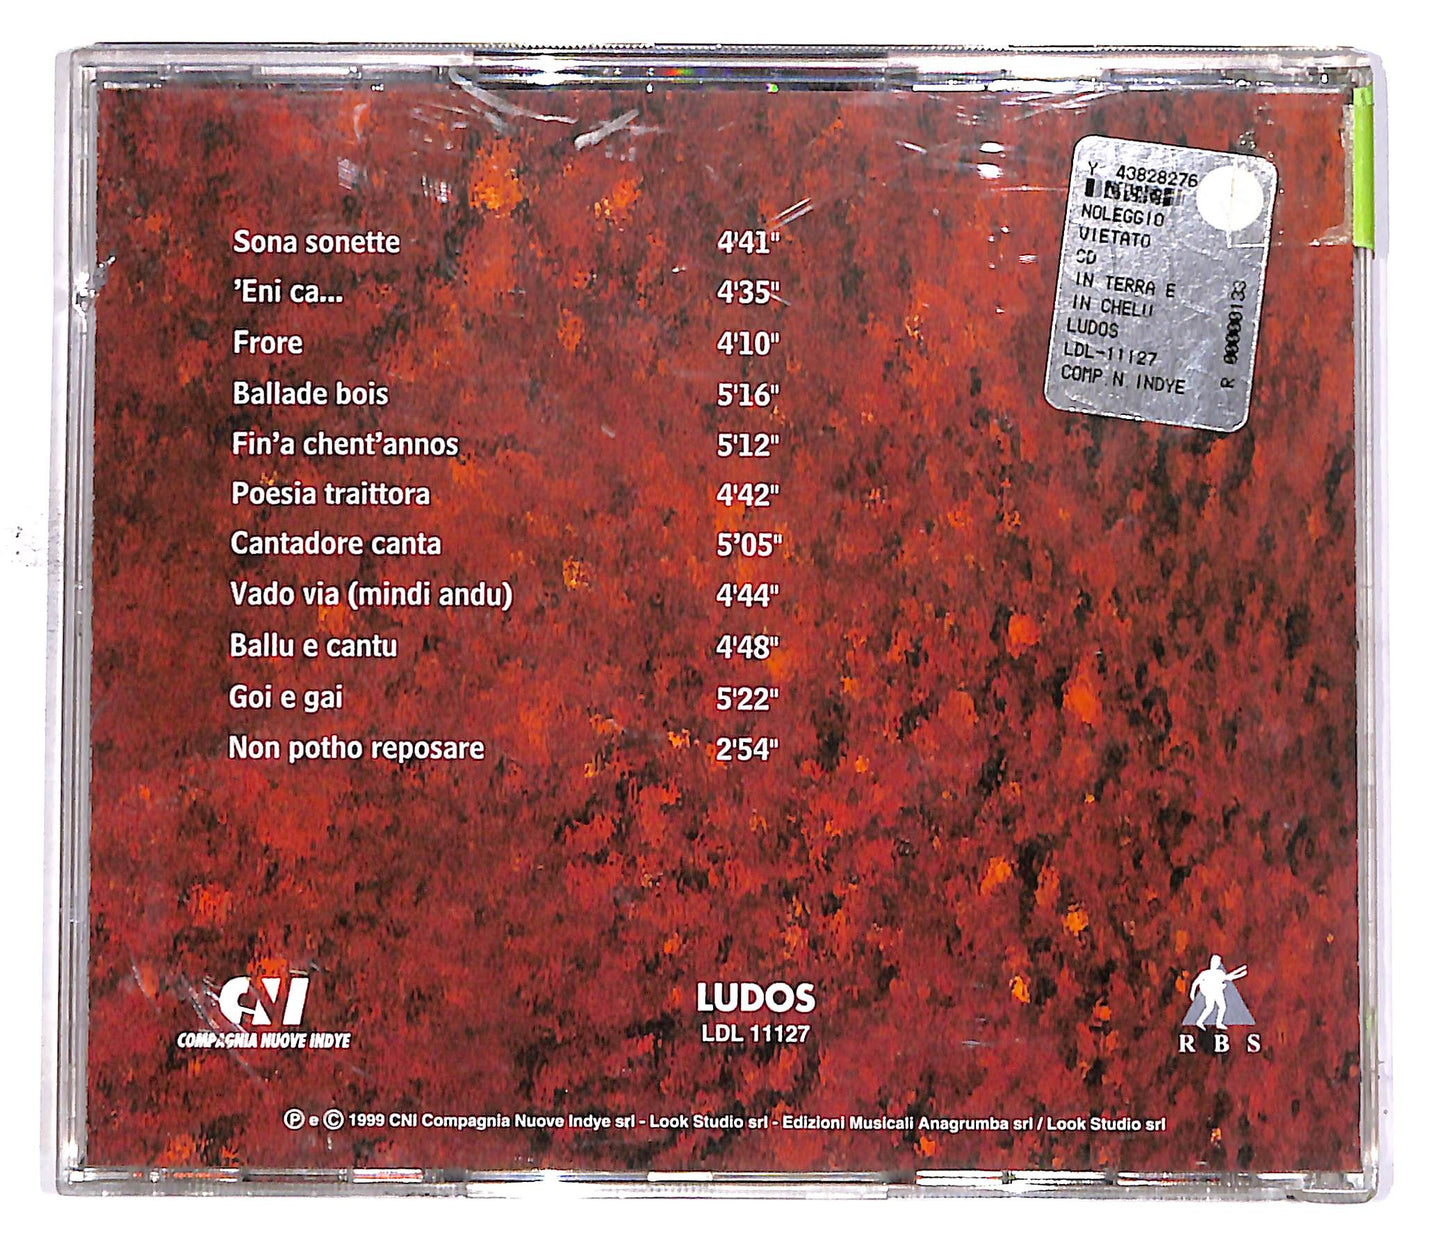 Sona sonette 4'41"
'Eni ca... 4'35"
Frore 4'10"
Ballade bois 5'16"
Fin'a chent'annos 5'12"
Poesia traittora 4'42"
Cantadore canta 5'05"
Vado via (mindi andu) 4'44"
Ballu e cantu 4'48"
Goi e gai 5'22"
Non potho reposare 2'54"
Y 43828276
NOLEGGIO
VIETATO
CD
IN TERRA E
IN CHELU
LUDOS
LDL-11127
COMP N INDYE
R 00000133
CNI
COMPAGNIA NUOVE INDYE
LUDOS
LDL 11127
R B S
℗ e © 1999 CNI Compagnia Nuove Indye srl - Look Studio srl - Edizioni Musicali Anagrumba srl / Look Studio srl